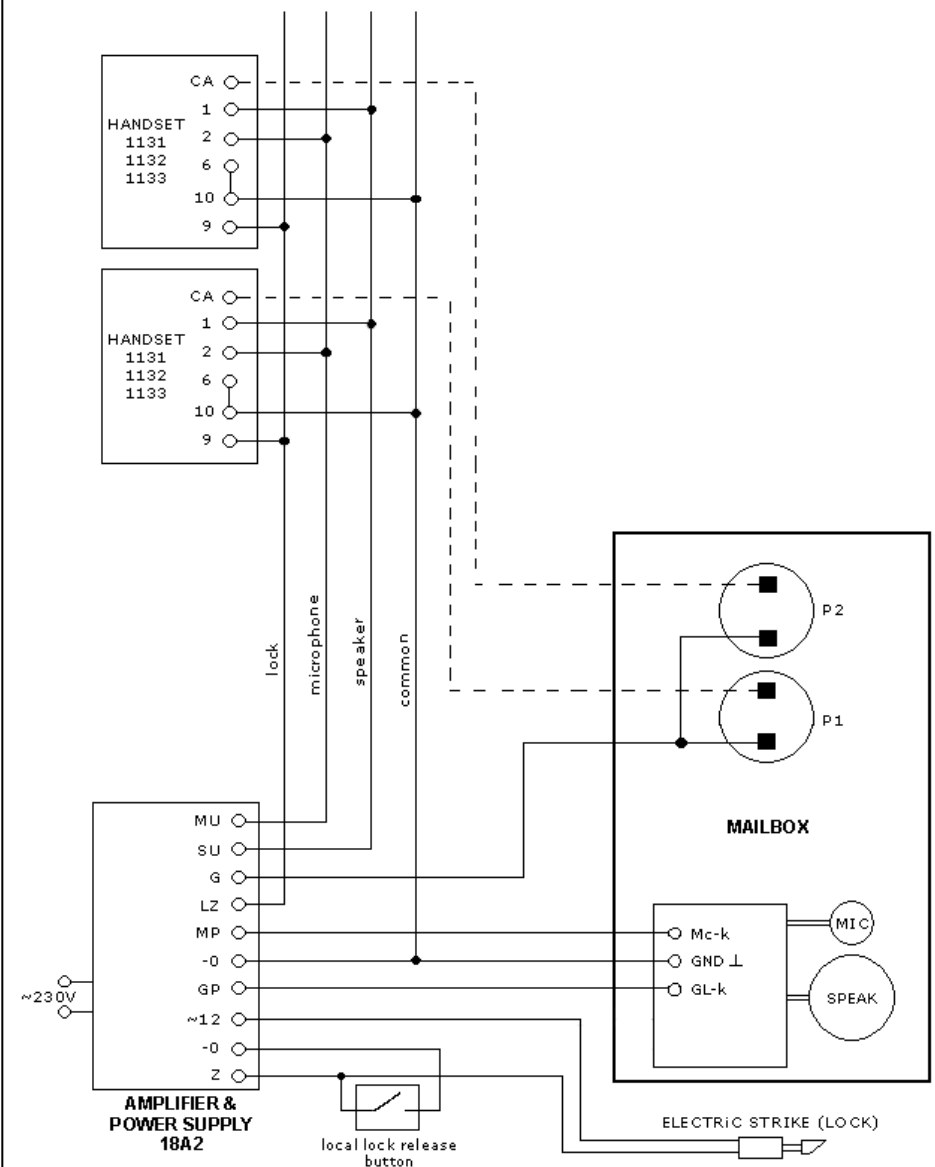 CA
1
HANDSET
1131
1132
1133
2
6
10
9
CA
1
HANDSET
1131
1132
1133
2
6
10
9
lock
microphone
speaker
common
P2
P1
MAILBOX
MU
SU
G
LZ
MP
-0
GP
~12
-0
Z
~230V
AMPLIFIER &
POWER SUPPLY
18A2
Mc-k
GND ⊥
GL-k
MIC
SPEAK
local lock release
button
ELECTRiC STRIKE (LOCK)